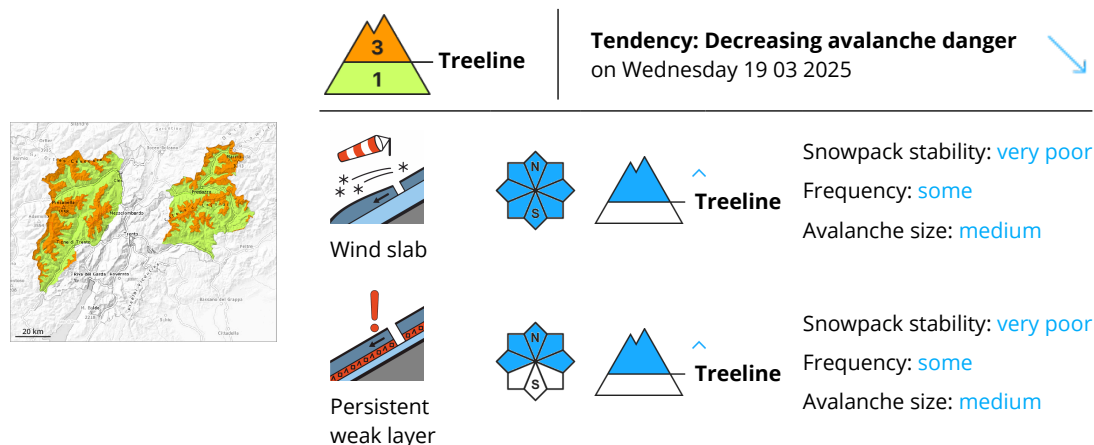 3
1
Treeline
Tendency: Decreasing avalanche danger
on Wednesday 19 03 2025
20 km
N
S
Treeline
Snowpack stability: very poor
Frequency: some
Avalanche size: medium
Wind slab
N
S
Treeline
Snowpack stability: very poor
Frequency: some
Avalanche size: medium
Persistent
weak layer